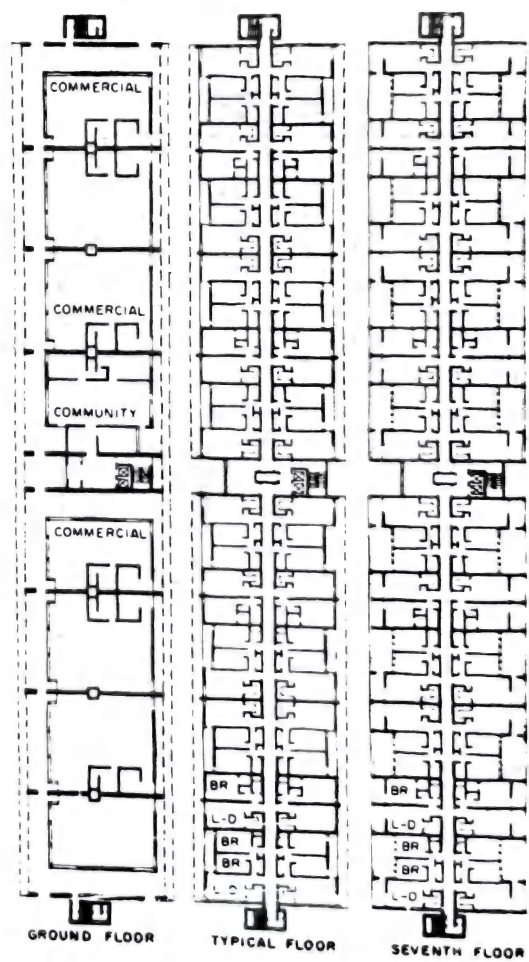 COMMERCIAL
COMMERCIAL
COMMUNITY
COMMERCIAL
GROUND FLOOR
BR
L-D
BR
BR
L-D
TYPICAL FLOOR
BR
L-D
BR
BR
L-D
SEVENTH FLOOR